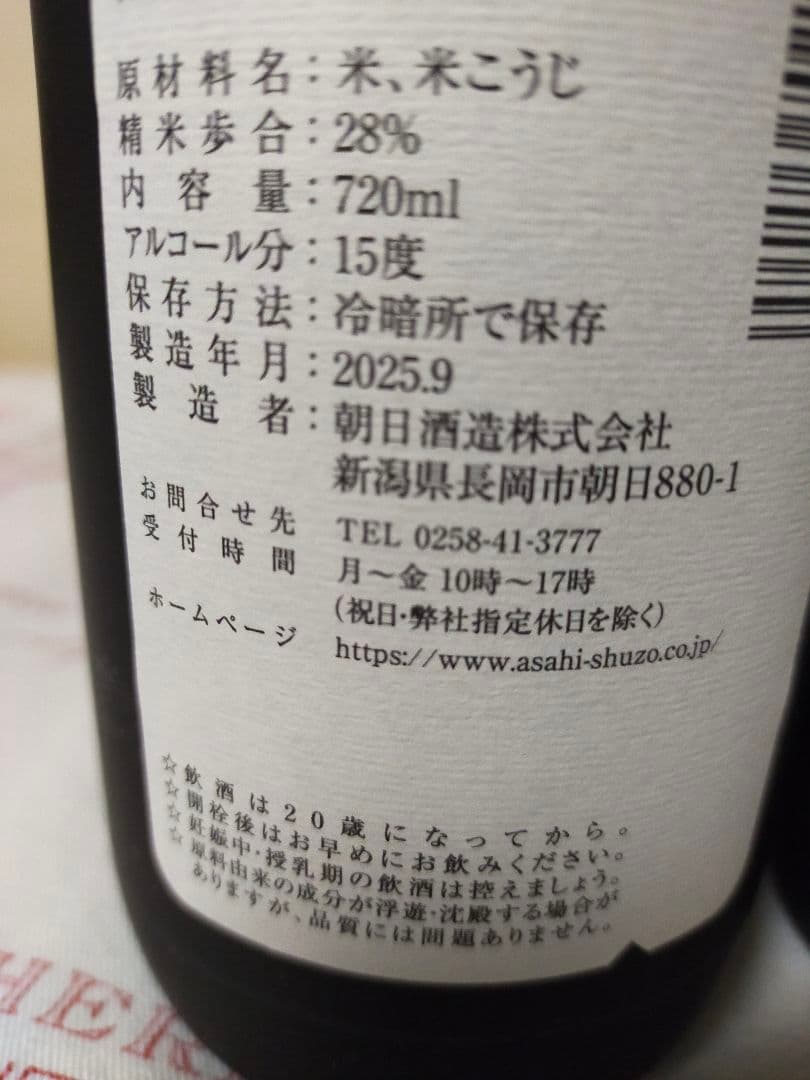 原材料名：米、米こうじ
精米歩合：28%
内容量：720ml
アルコール分：15度
保存方法：冷暗所で保存
製造年月：2025.9
製造者：朝日酒造株式会社
新潟県長岡市朝日880-1
お問合せ先 TEL 0258-41-3777
受付時間 月～金 10時～17時
(祝日・弊社指定休日を除く)
ホームページ https://www.asahi-shuzo.co.jp/
☆飲酒は20歳になってから。
☆開栓後はお早めにお飲みください。
☆妊娠中・授乳期の飲酒は控えましょう。
☆原料由来の成分が浮遊・沈殿する場合が
ありますが、品質には問題ありません。
HER